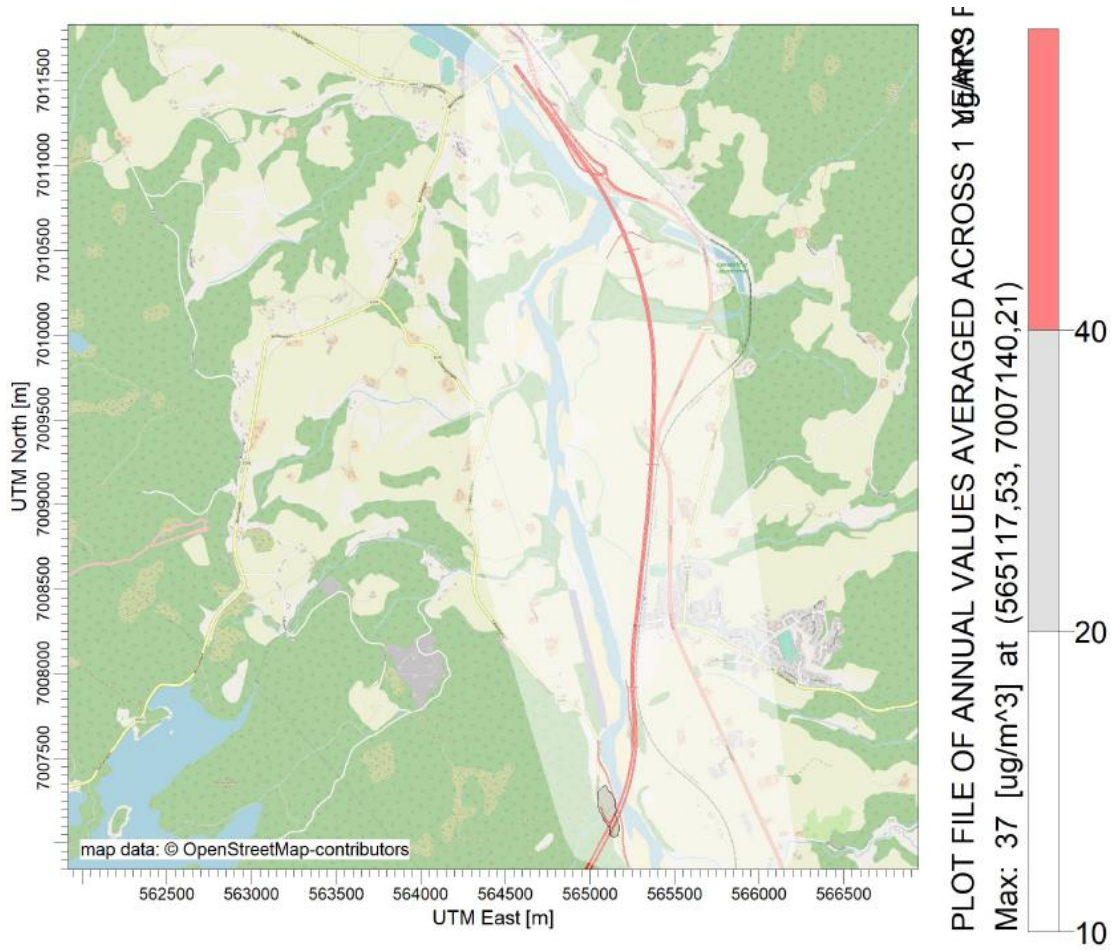 7011500
7011000
7010500
7010000
7009500
7009000
7008500
7008000
7007500
UTM North [m]
map data: © OpenStreetMap-contributors
562500 563000 563500 564000 564500 565000 565500 566000 566500
UTM East [m]
PLOT FILE OF ANNUAL VALUES AVERAGED ACROSS 1 YEARS F
ug/m^3
Max: 37 [ug/m^3] at (565117,53, 7007140,21)
40
20
10